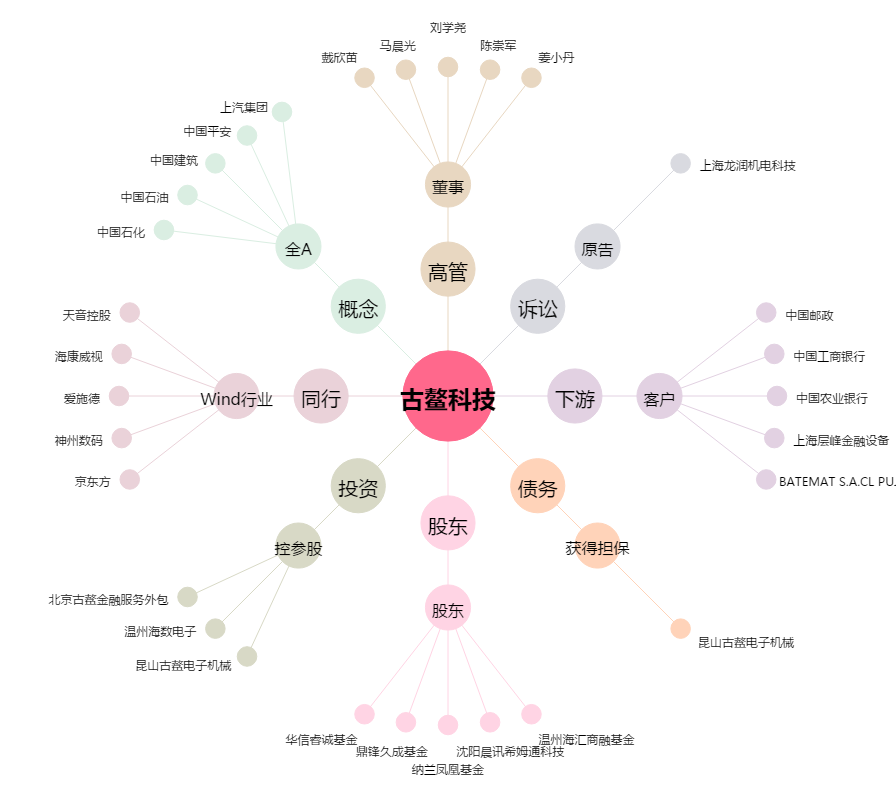 刘学尧
马晨光
陈崇军
戴欣苗
姜小丹
上汽集团
中国平安
中国建筑
上海龙润机电科技
董事
中国石油
中国石化
全A
原告
高管
概念
诉讼
天音控股
中国邮政
海康威视
中国工商银行
爱施德
Wind行业
同行
古鳌科技
下游
客户
中国农业银行
神州数码
上海层峰金融设备
京东方
BATEMAT S.A.CL PU.
投资
债务
股东
控参股
获得担保
北京古鳌金融服务外包
股东
温州海数电子
昆山古鳌电子机械
昆山古鳌电子机械
华信睿诚基金
温州海汇商融基金
鼎锋久成基金
沈阳晨讯希姆通科技
纳兰凤凰基金